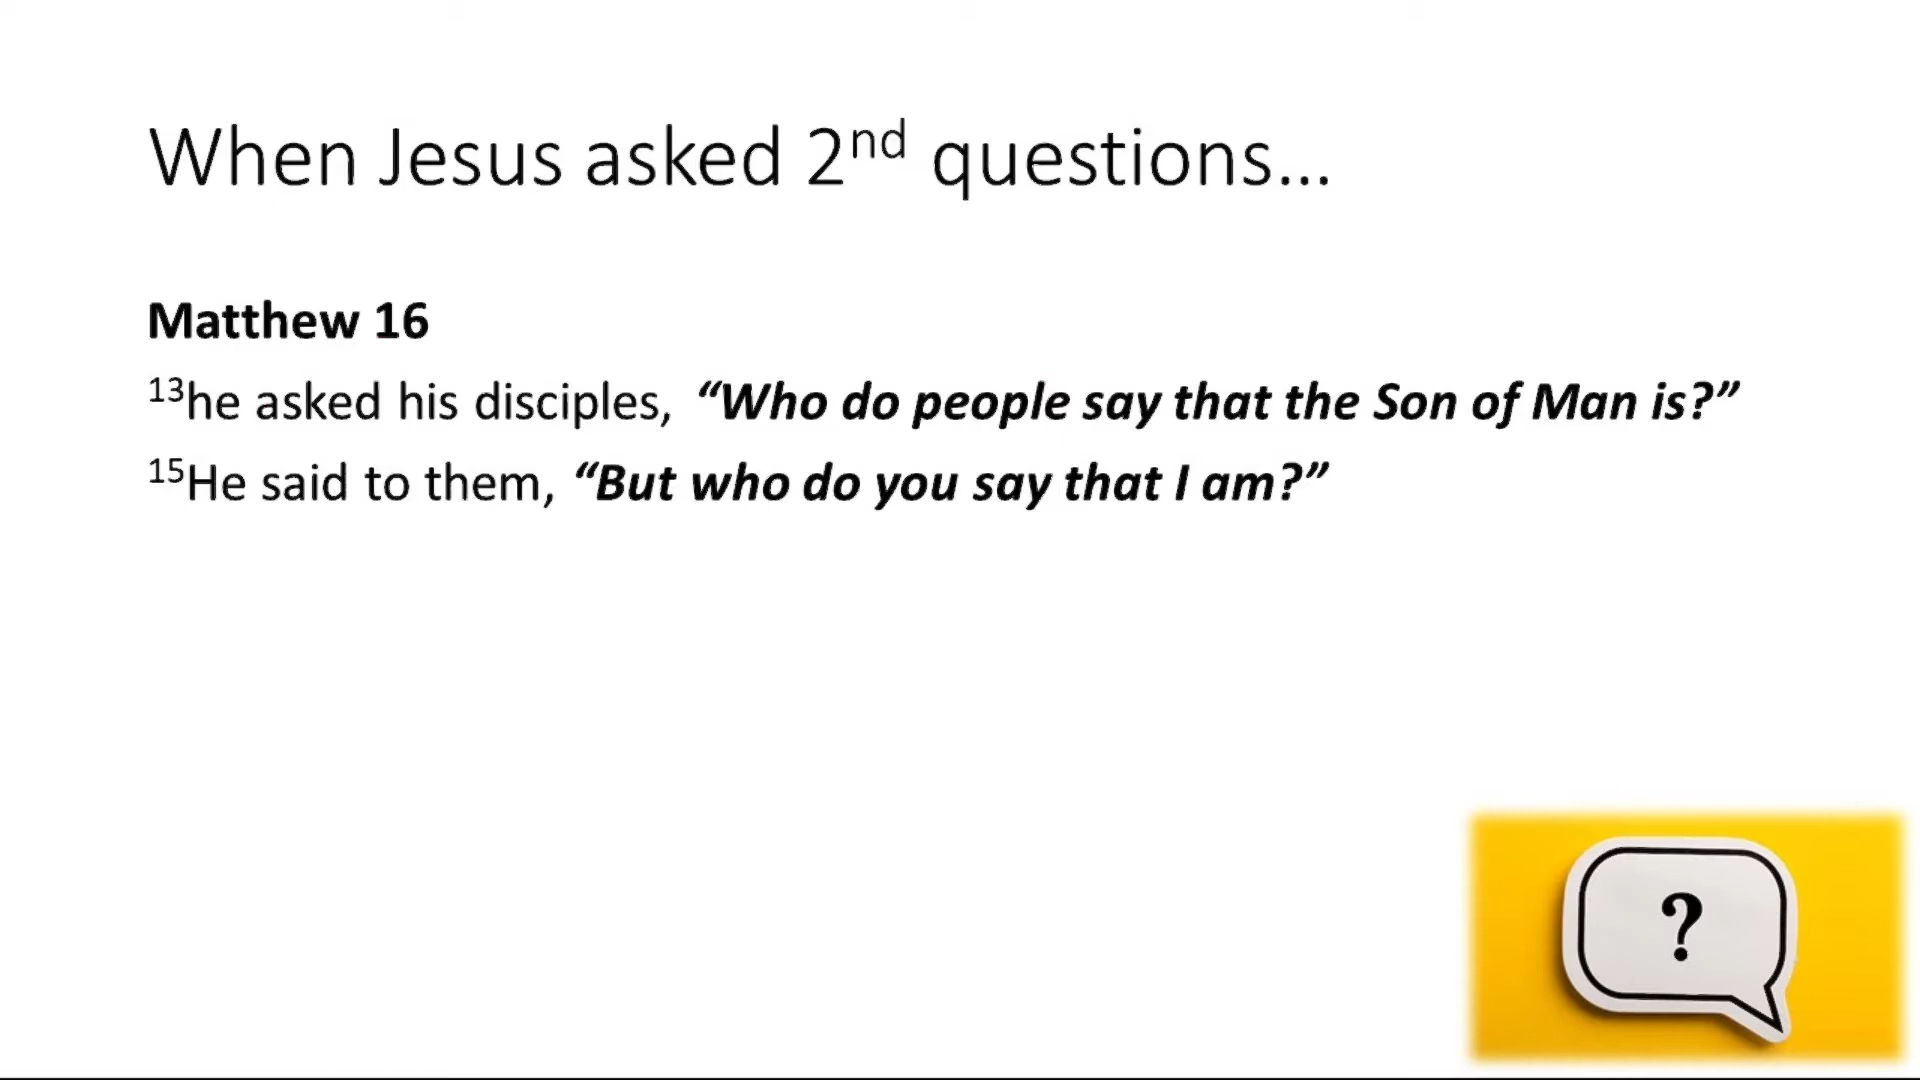 When Jesus asked 2nd questions...
Matthew 16
13he asked his disciples, “Who do people say that the Son of Man is?”
15He said to them, “But who do you say that I am?”
?